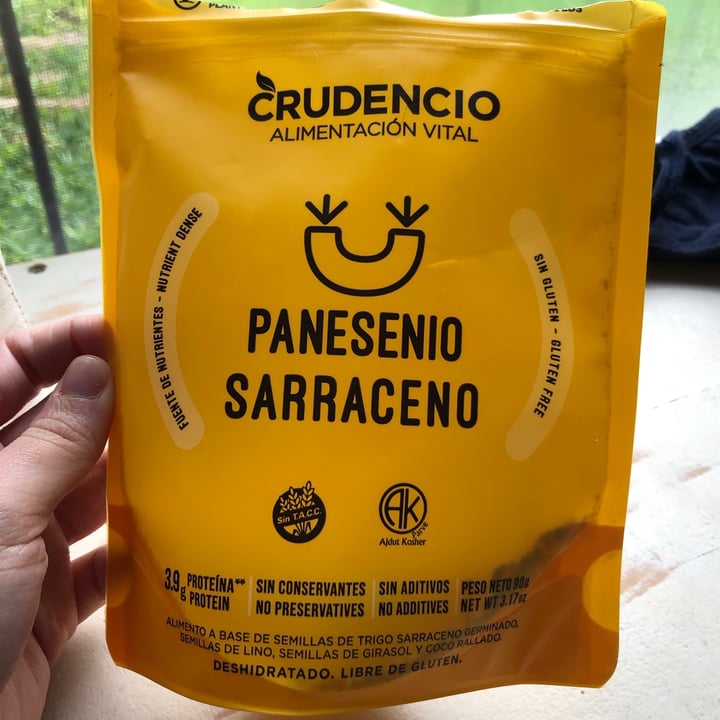 CRUDENCIO
ALIMENTACIÓN VITAL
FUENTE DE NUTRIENTES - NUTRIENT DENSE
SIN GLUTEN - GLUTEN FREE
PANESENIO
SARRACENO
Sin T.A.C.C.
AK
Parve
Ajdut Kosher
3.9g PROTEÍNA** PROTEIN
SIN CONSERVANTES
NO PRESERVATIVES
SIN ADITIVOS
NO ADDITIVES
PESO NETO 90g
NET WT 3.17oz
ALIMENTO A BASE DE SEMILLAS DE TRIGO SARRACENO GERMINADO,
SEMILLAS DE LINO, SEMILLAS DE GIRASOL Y COCO RALLADO.
DESHIDRATADO. LIBRE DE GLUTEN.